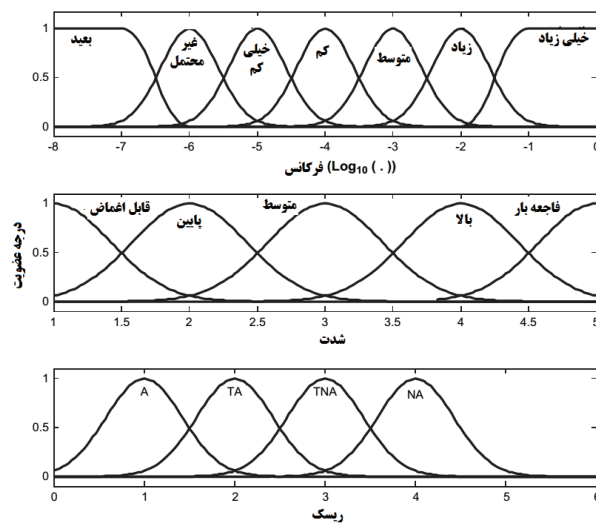 1
0.5
0
بعید
غیر محتمل
خیلی کم
کم
متوسط
زیاد
خیلی زیاد
-8 -7 -6 -5 -4 -3 -2 -1 0
فرکانس (Log10 ( . ))
درجه عضویت
1
0.5
0
قابل اغماض
پایین
متوسط
بالا
فاجعه بار
1 1.5 2 2.5 3 3.5 4 4.5 5
شدت
1
0.5
0
A TA TNA NA
0 1 2 3 4 5 6
ریسک